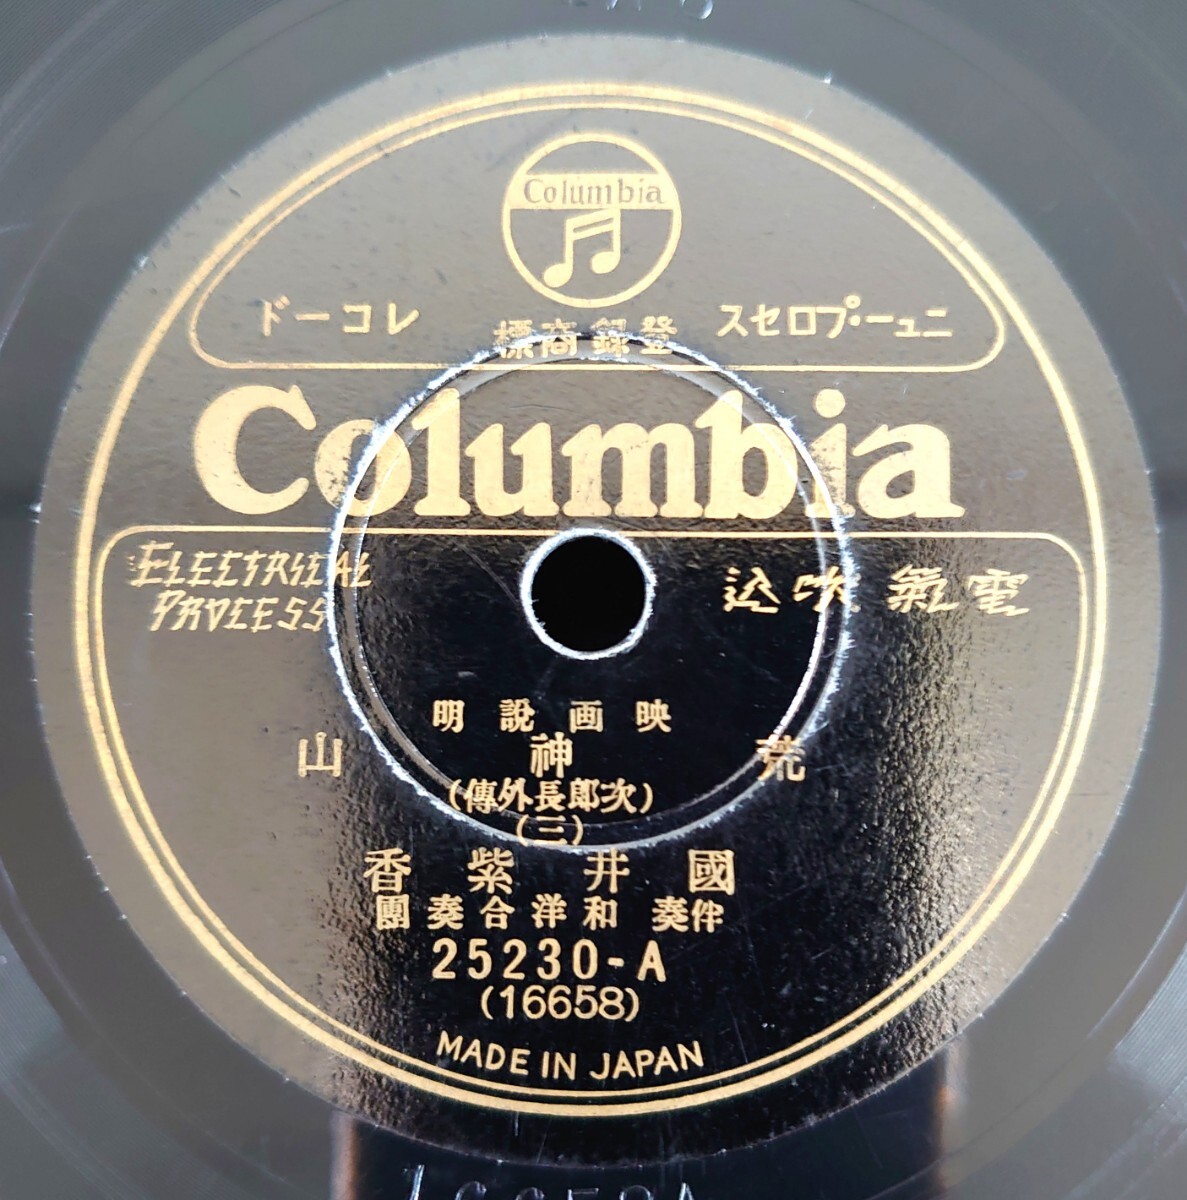 Columbia
ニュー・プロセス レコード
登録商標
Columbia
ELECTRICAL
PROCESS
電氣吹込
映画説明
荒神山
(次郎長外傳)
(三)
國井紫香
伴奏 和洋合奏團
25230-A
(16658)
MADE IN JAPAN
16658A